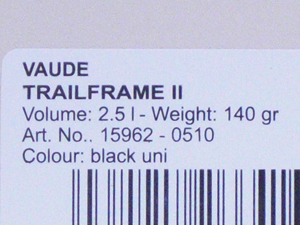 VAUDE
TRAILFRAME II
Volume: 2.5 l - Weight: 140 gr
Art. No.. 15962 - 0510
Colour: black uni